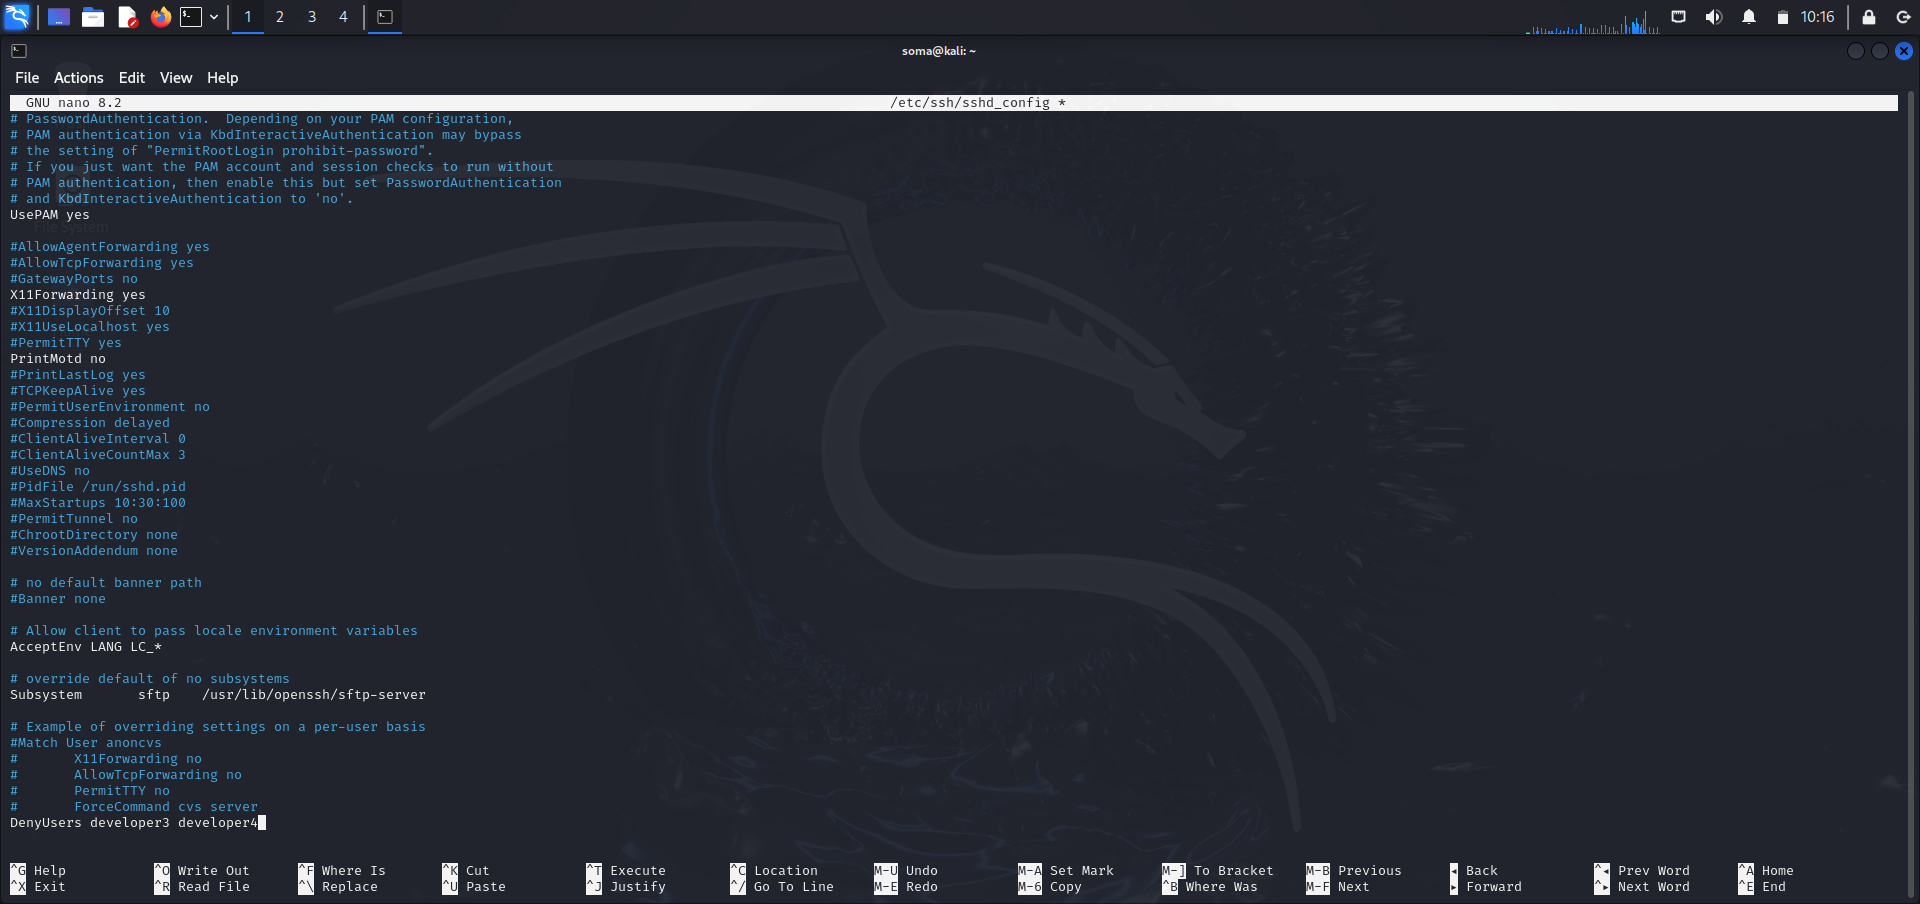 1 2 3 4 10:16
soma@kali: ~
File Actions Edit View Help
GNU nano 8.2 /etc/ssh/sshd_config *
# PasswordAuthentication.  Depending on your PAM configuration,
# PAM authentication via KbdInteractiveAuthentication may bypass
# the setting of "PermitRootLogin prohibit-password".
# If you just want the PAM account and session checks to run without
# PAM authentication, then enable this but set PasswordAuthentication
# and KbdInteractiveAuthentication to 'no'.
UsePAM yes
File System
#AllowAgentForwarding yes
#AllowTcpForwarding yes
#GatewayPorts no
X11Forwarding yes
#X11DisplayOffset 10
#X11UseLocalhost yes
#PermitTTY yes
PrintMotd no
#PrintLastLog yes
#TCPKeepAlive yes
#PermitUserEnvironment no
#Compression delayed
#ClientAliveInterval 0
#ClientAliveCountMax 3
#UseDNS no
#PidFile /run/sshd.pid
#MaxStartups 10:30:100
#PermitTunnel no
#ChrootDirectory none
#VersionAddendum none
# no default banner path
#Banner none
# Allow client to pass locale environment variables
AcceptEnv LANG LC_*
# override default of no subsystems
Subsystem       sftp    /usr/lib/openssh/sftp-server
# Example of overriding settings on a per-user basis
#Match User anoncvs
#       X11Forwarding no
#       AllowTcpForwarding no
#       PermitTTY no
#       ForceCommand cvs server
DenyUsers developer3 developer4
^G Help ^O Write Out ^F Where Is ^K Cut ^T Execute ^C Location M-U Undo M-A Set Mark M-] To Bracket M-B Previous ◂ Back ^◂ Prev Word ^A Home
^X Exit ^R Read File ^\ Replace ^U Paste ^J Justify ^/ Go To Line M-E Redo M-6 Copy ^B Where Was M-F Next ▸ Forward ^▸ Next Word ^E End